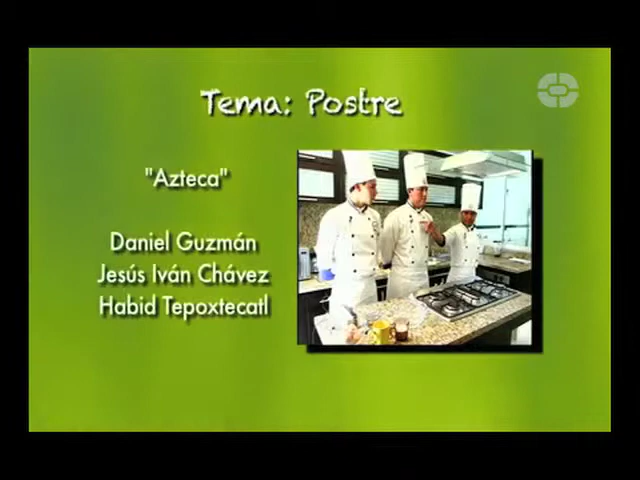 Tema: Postre
"Azteca"
Daniel Guzmán
Jesús Iván Chávez
Habid Tepoxtecatl